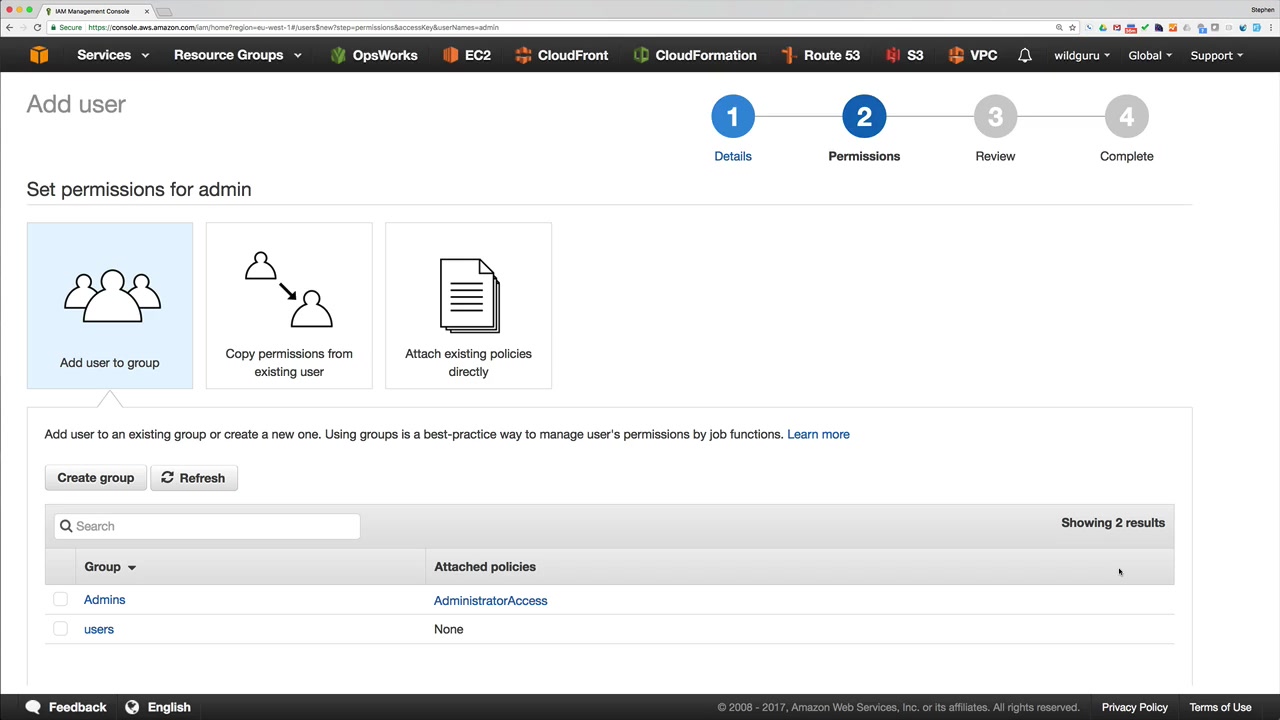 IAM Management Console
Stephen
Secure https://console.aws.amazon.com/iam/home?region=eu-west-1#/users$new?step=permissions&accessKey&userNames=admin
Services Resource Groups OpsWorks EC2 CloudFront CloudFormation Route 53 S3 VPC wildguru Global Support
Add user
1 2 3 4
Details Permissions Review Complete
Set permissions for admin
Add user to group
Copy permissions from
existing user
Attach existing policies
directly
Add user to an existing group or create a new one. Using groups is a best-practice way to manage user's permissions by job functions. Learn more
Create group Refresh
Search Showing 2 results
Group Attached policies
Admins AdministratorAccess
users None
Feedback English © 2008 - 2017, Amazon Web Services, Inc. or its affiliates. All rights reserved. Privacy Policy Terms of Use